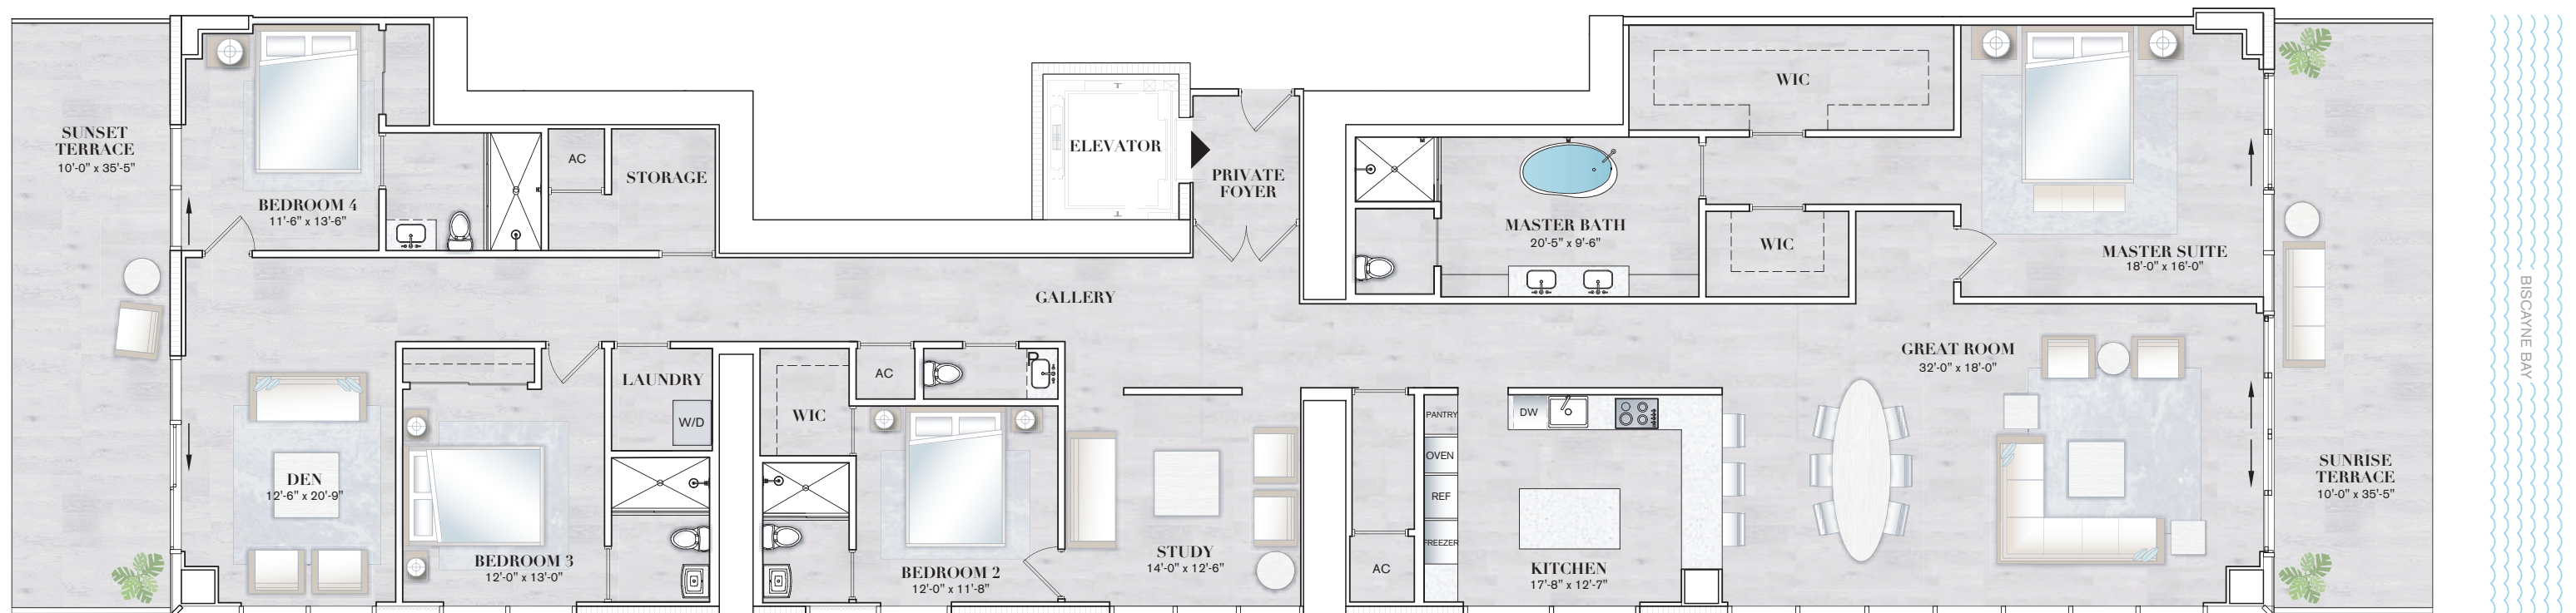 SUNSET
TERRACE
10'-0" x 35'-5"
BEDROOM 4
11'-6" x 13'-6"
AC
STORAGE
ELEVATOR
PRIVATE
FOYER
WIC
MASTER BATH
20'-5" x 9'-6"
WIC
MASTER SUITE
18'-0" x 16'-0"
BISCAYNE BAY
GALLERY
GREAT ROOM
32'-0" x 18'-0"
LAUNDRY
W/D
AC
WIC
DEN
12'-6" x 20'-9"
BEDROOM 3
12'-0" x 13'-0"
BEDROOM 2
12'-0" x 11'-8"
STUDY
14'-0" x 12'-6"
AC
PANTRY
OVEN
REF
FREEZER
DW
KITCHEN
17'-8" x 12'-7"
SUNRISE
TERRACE
10'-0" x 35'-5"